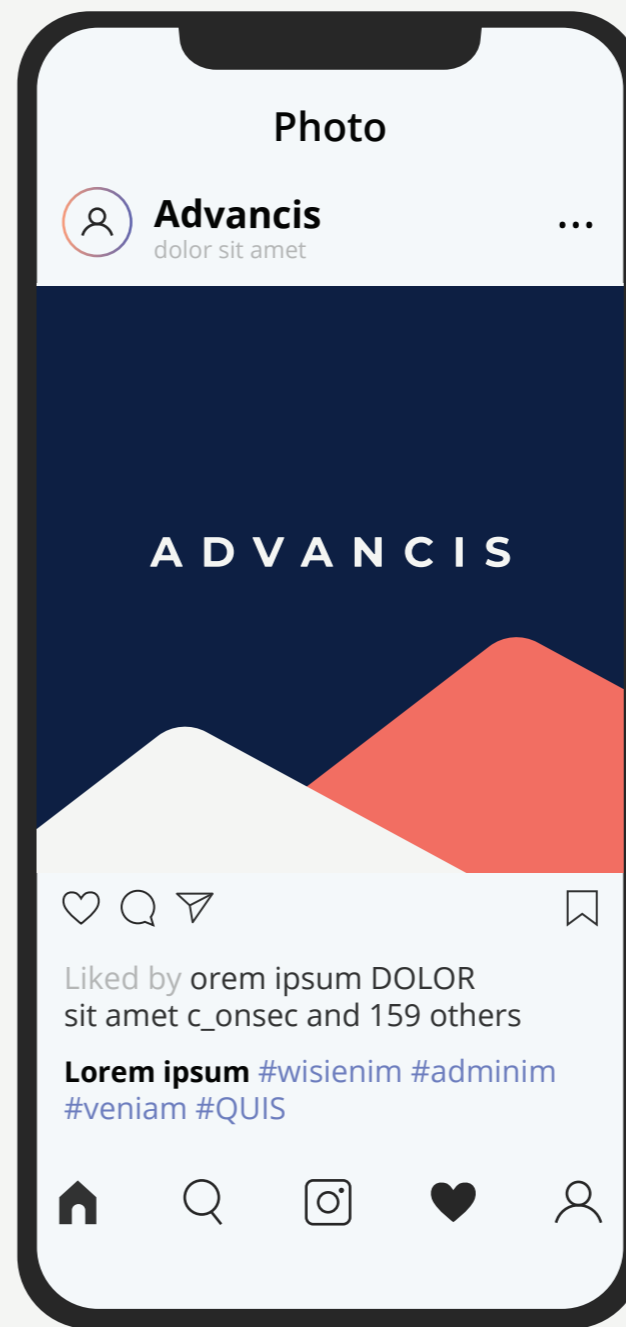 Photo
Advancis
dolor sit amet
ADVANCIS
Liked by orem ipsum DOLOR
sit amet c_onsec and 159 others
Lorem ipsum #wisienim #adminim
#veniam #QUIS